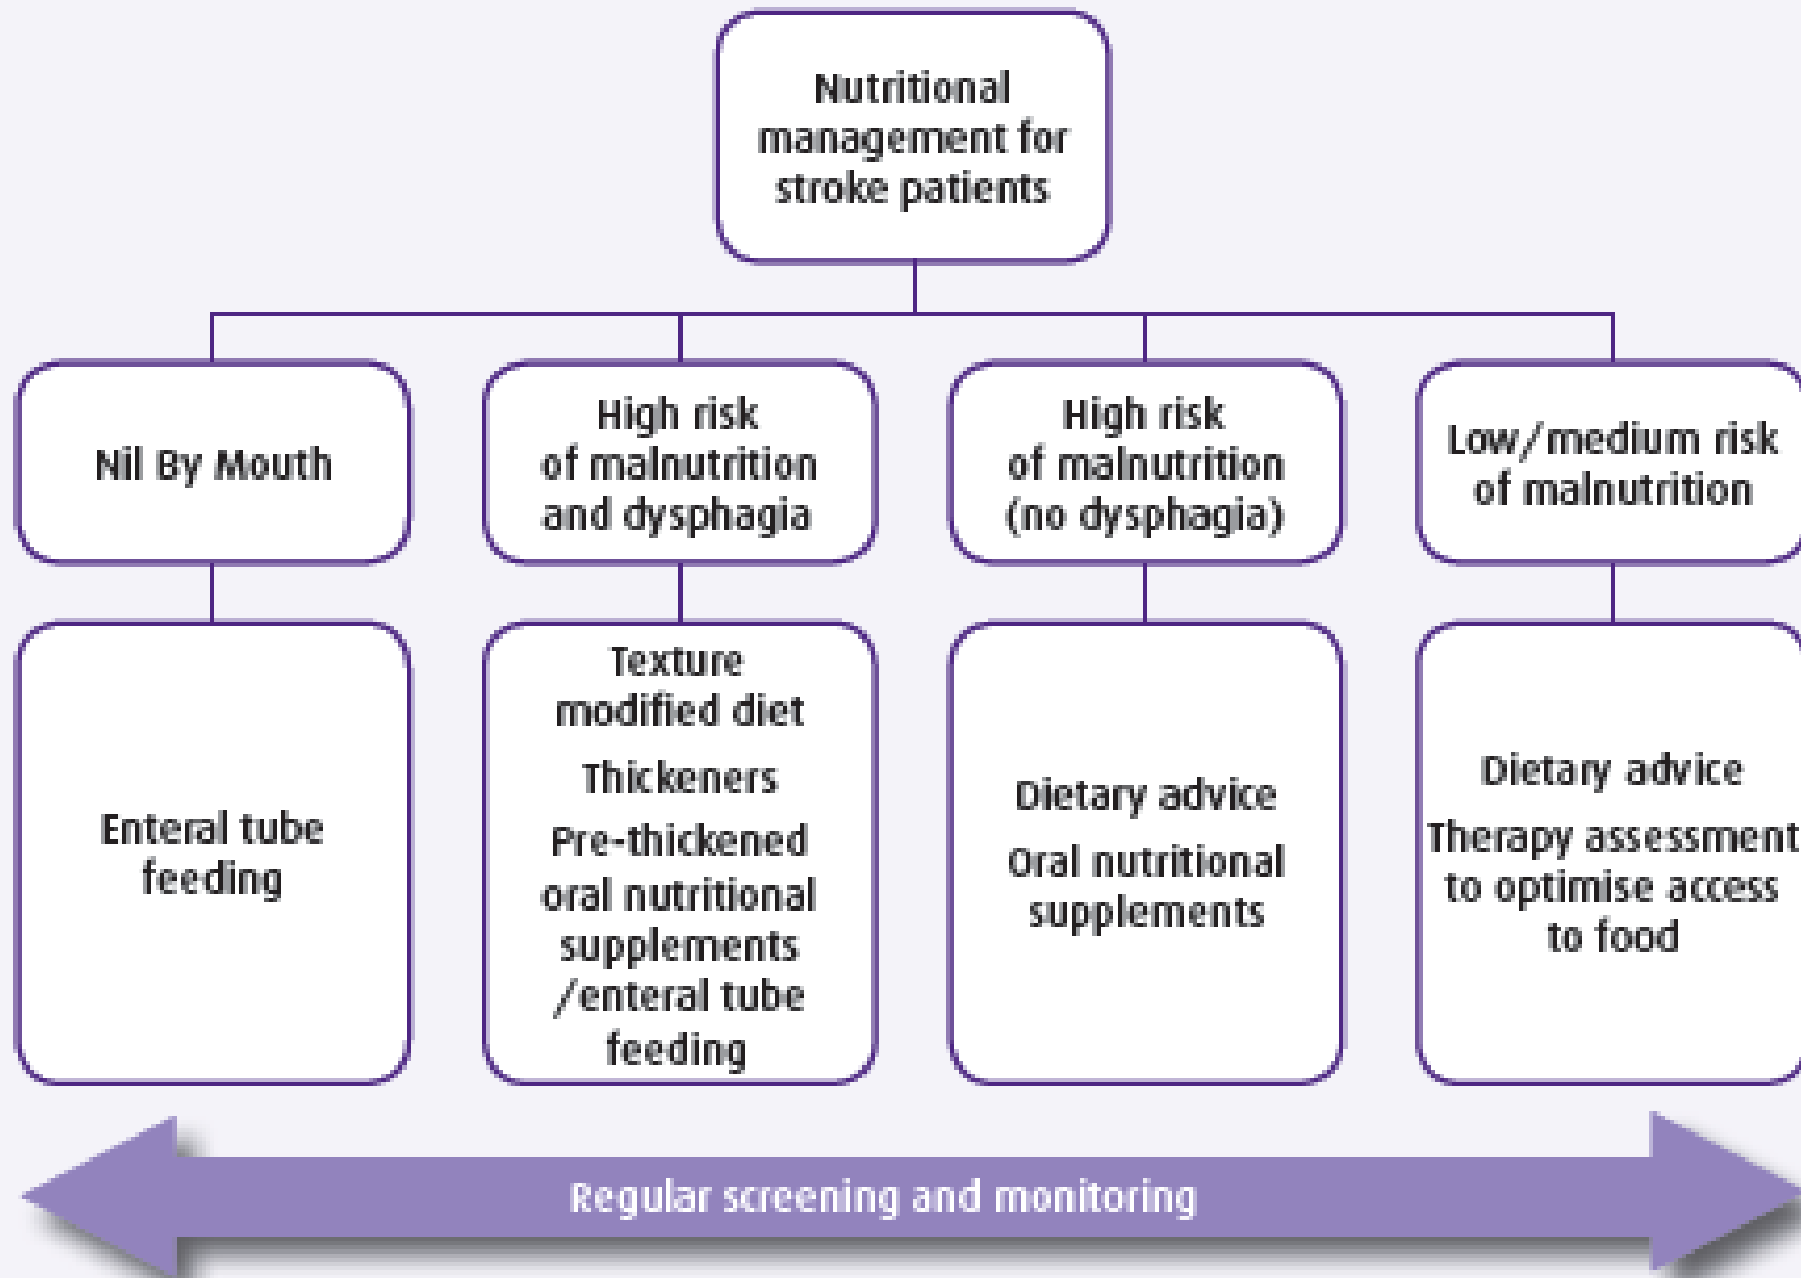 Nutritional
management for
stroke patients
Nil By Mouth
High risk
of malnutrition
and dysphagia
High risk
of malnutrition
(no dysphagia)
Low/medium risk
of malnutrition
Enteral tube
feeding
Texture
modified diet
Thickeners
Pre-thickened
oral nutritional
supplements
/enteral tube
feeding
Dietary advice
Oral nutritional
supplements
Dietary advice
Therapy assessment
to optimise access
to food
Regular screening and monitoring